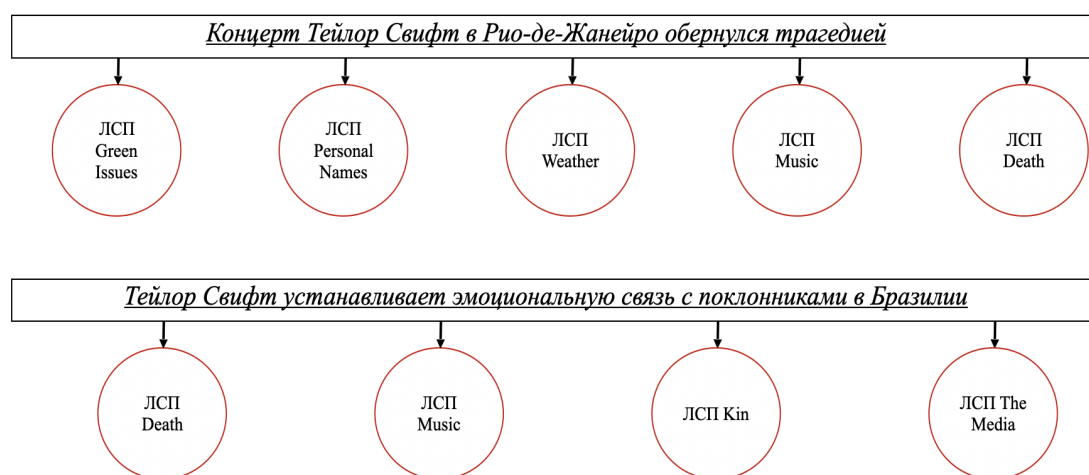 Концерт Тейлор Свифт в Рио-де-Жанейро обернулся трагедией
ЛСП
Green
Issues
ЛСП
Personal
Names
ЛСП
Weather
ЛСП
Music
ЛСП
Death
Тейлор Свифт устанавливает эмоциональную связь с поклонниками в Бразилии
ЛСП
Death
ЛСП
Music
ЛСП Kin
ЛСП The
Media